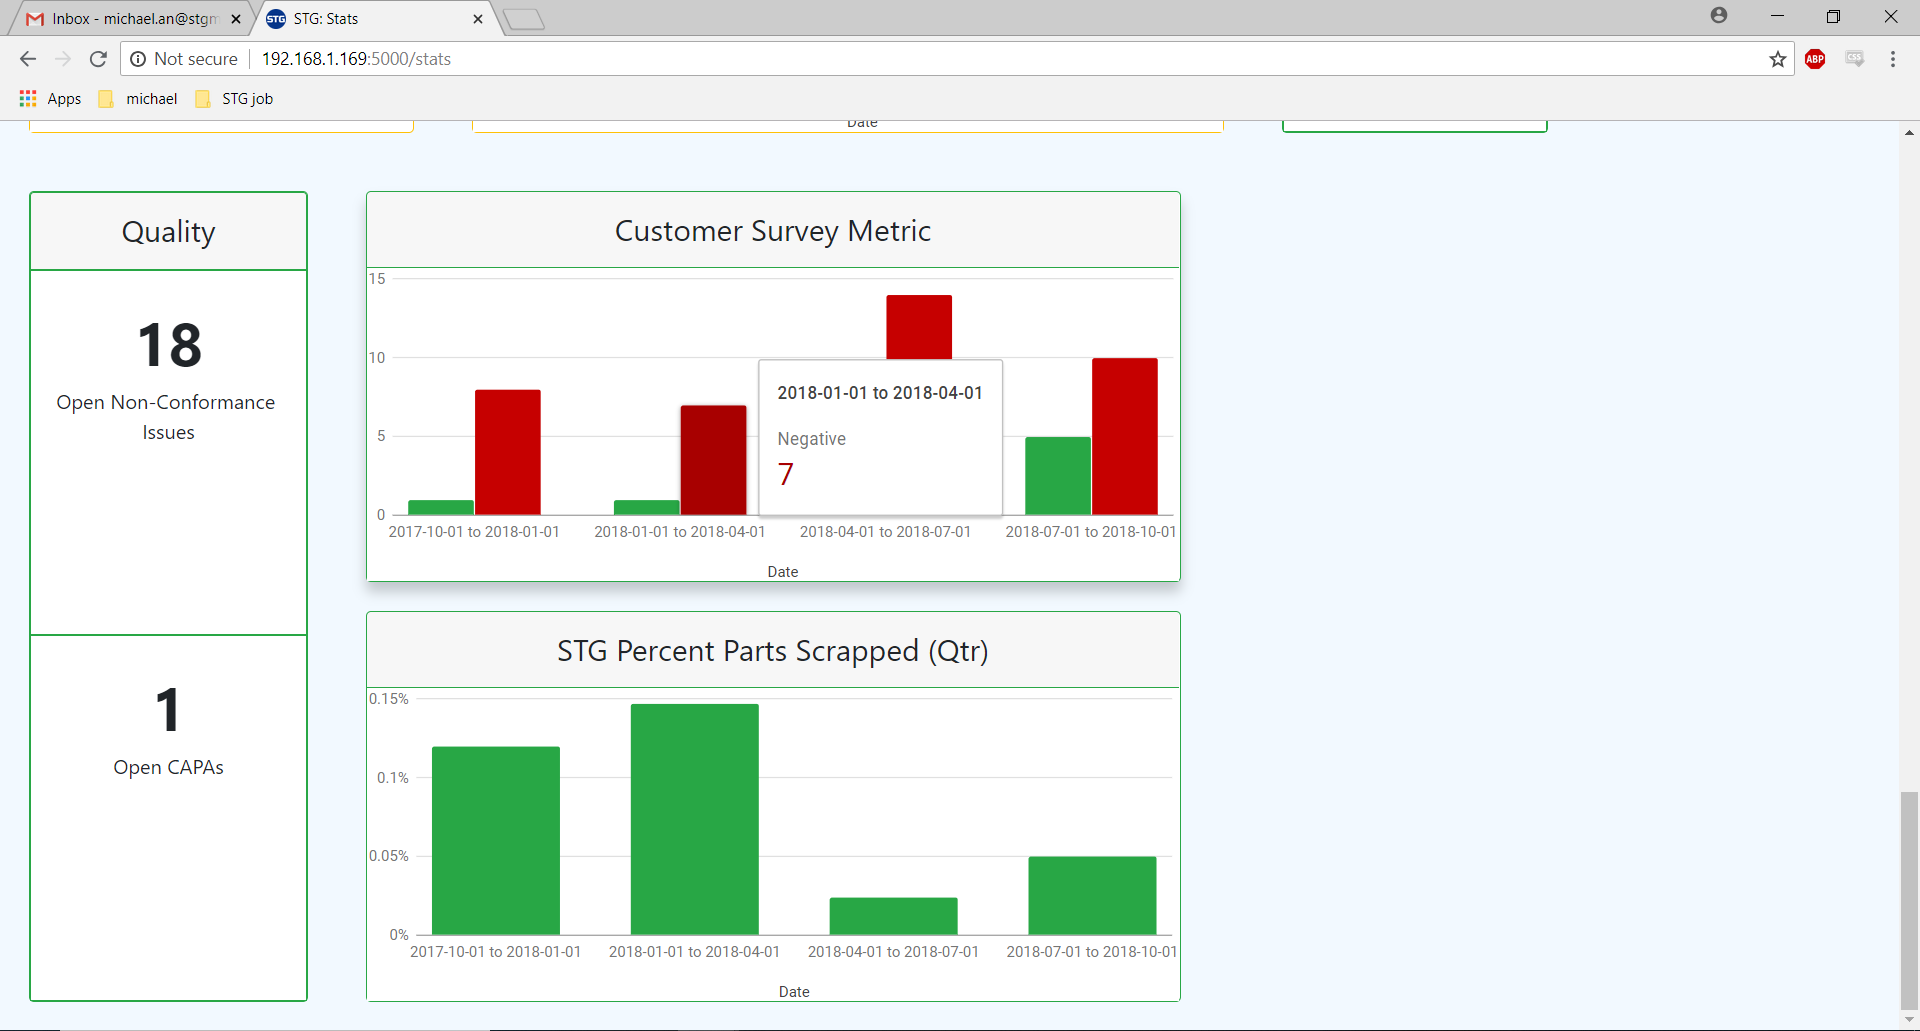 Inbox - michael.an@stgm
STG STG: Stats
Not secure 192.168.1.169:5000/stats
ABP
CSS
Apps michael STG job
Date
Quality
18
Open Non-Conformance
Issues
1
Open CAPAs
Customer Survey Metric
15
10
5
0
2018-01-01 to 2018-04-01
Negative
7
2017-10-01 to 2018-01-01 2018-01-01 to 2018-04-01 2018-04-01 to 2018-07-01 2018-07-01 to 2018-10-01
Date
STG Percent Parts Scrapped (Qtr)
0.15%
0.1%
0.05%
0%
2017-10-01 to 2018-01-01 2018-01-01 to 2018-04-01 2018-04-01 to 2018-07-01 2018-07-01 to 2018-10-01
Date